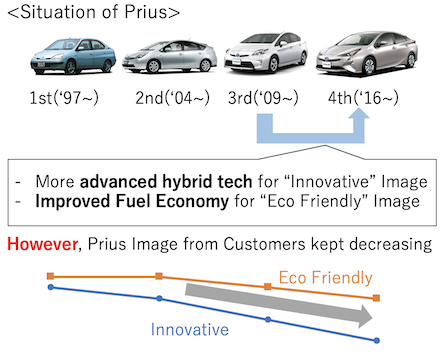 <Situation of Prius>
1st(‘97~) 2nd(‘04~) 3rd(‘09~) 4th(‘16~)
- More advanced hybrid tech for “Innovative” Image
- Improved Fuel Economy for “Eco Friendly” Image
However, Prius Image from Customers kept decreasing
Eco Friendly
Innovative